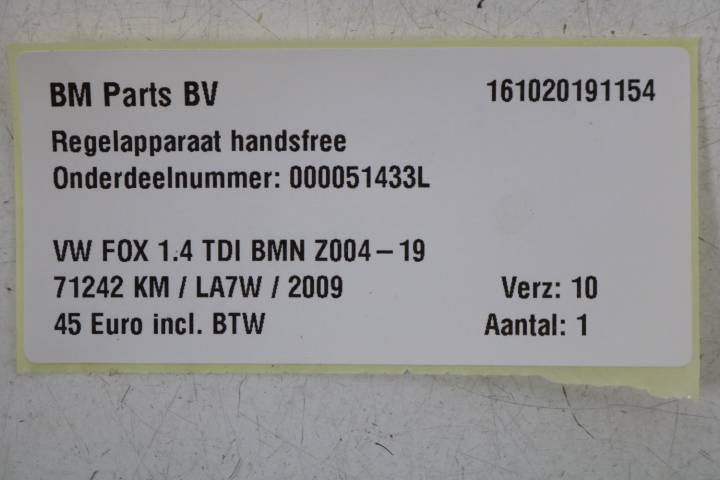 BM Parts BV 161020191154
Regelapparaat handsfree
Onderdeelnummer: 000051433L
VW FOX 1.4 TDI BMN Z004-19
71242 KM / LA7W / 2009 Verz: 10
45 Euro incl. BTW Aantal: 1